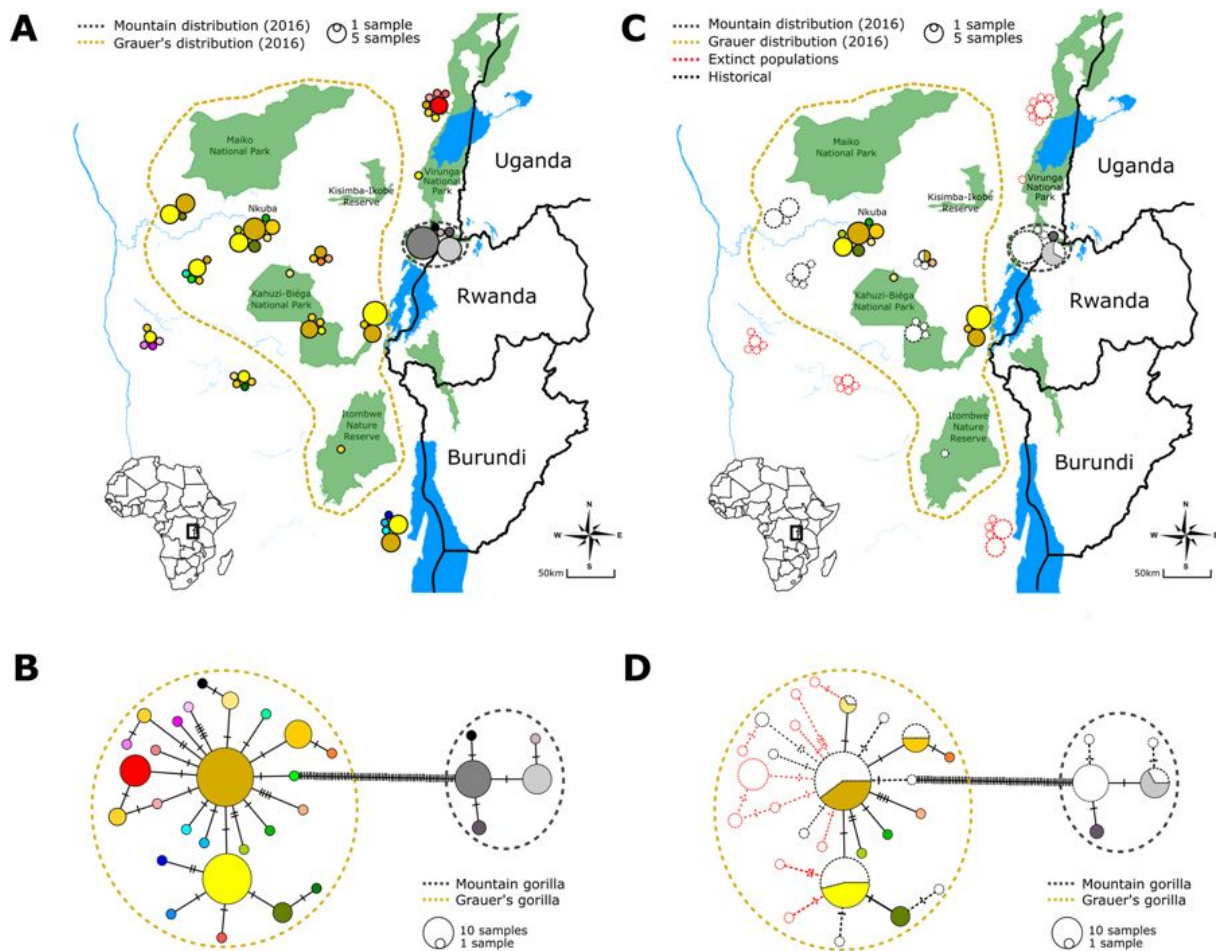 A
Mountain distribution (2016)
Grauer's distribution (2016)
1 sample
5 samples
Maiko
National Park
Uganda
Virunga
National
Park
Kisimba-Ikobe
Reserve
Nkuba
Kahuzi-Biéga
National Park
Rwanda
Itombwe
Nature
Reserve
Burundi
N
W E
S
50km
C
Mountain distribution (2016)
Grauer distribution (2016)
Extinct populations
Historical
1 sample
5 samples
Maiko
National Park
Uganda
Virunga
National
Park
Kisimba-Ikobe
Reserve
Nkuba
Kahuzi-Biéga
National Park
Rwanda
Itombwe
Nature
Reserve
Burundi
N
W E
S
50km
B
Mountain gorilla
Grauer's gorilla
10 samples
1 sample
D
Mountain gorilla
Grauer's gorilla
10 samples
1 sample